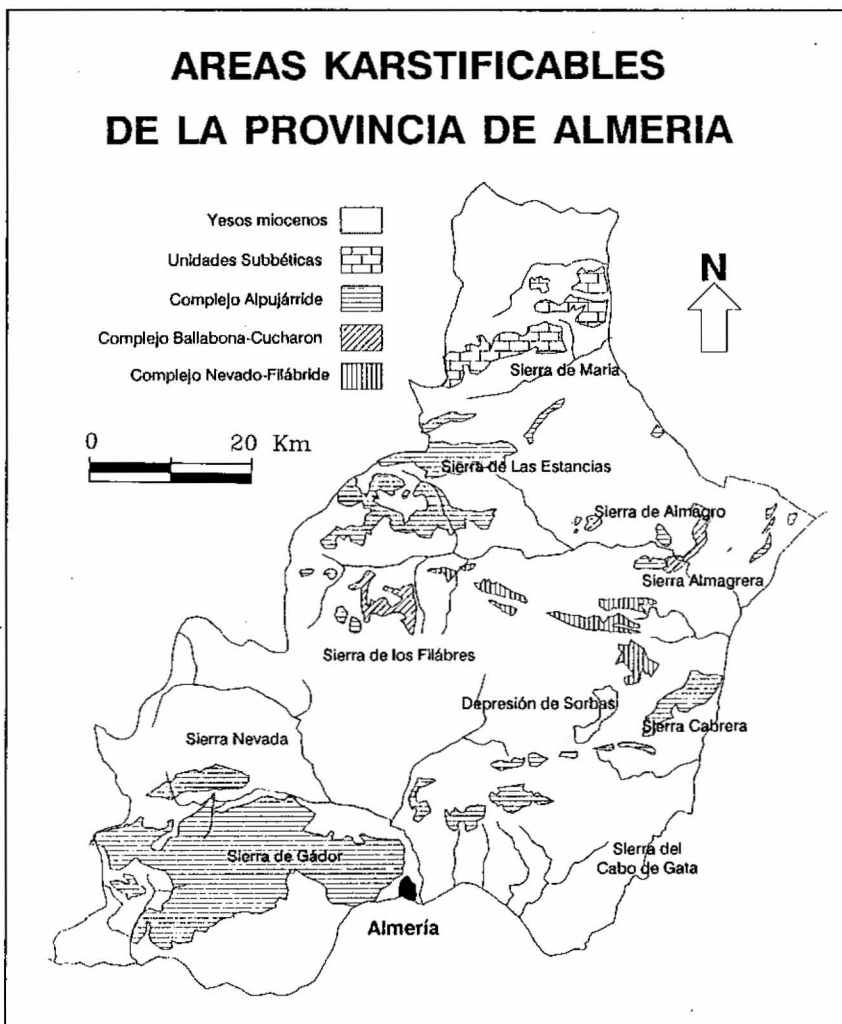 AREAS KARSTIFICABLES
DE LA PROVINCIA DE ALMERIA
Yesos miocenos
Unidades Subbéticas
Complejo Alpujárride
Complejo Ballabona-Cucharon
Complejo Nevado-Filábride
N
0 20 Km
Sierra de Maria
Sierra de Las Estancias
Sierra de Almagro
Sierra Almagrera
Sierra de los Filábres
Depresión de Sorbas
Sierra Cabrera
Sierra Nevada
Sierra de Gádor
Sierra del
Cabo de Gata
Almería